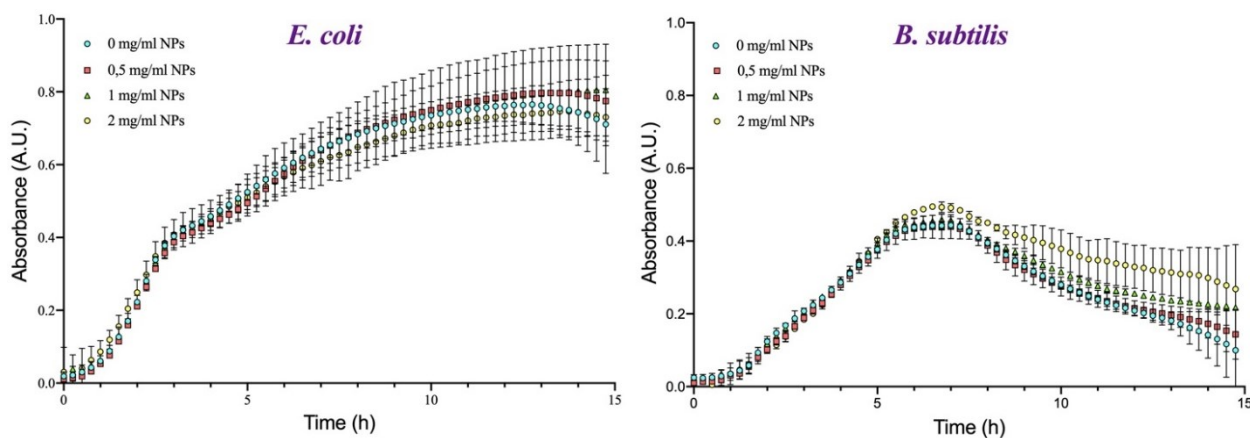 E. coli
0 mg/ml NPs
0,5 mg/ml NPs
1 mg/ml NPs
2 mg/ml NPs
Absorbance (A.U.)
1.0
0.8
0.6
0.4
0.2
0.0
0
5
10
15
Time (h)
B. subtilis
0 mg/ml NPs
0,5 mg/ml NPs
1 mg/ml NPs
2 mg/ml NPs
Absorbance (A.U.)
1.0
0.8
0.6
0.4
0.2
0.0
0
5
10
15
Time (h)